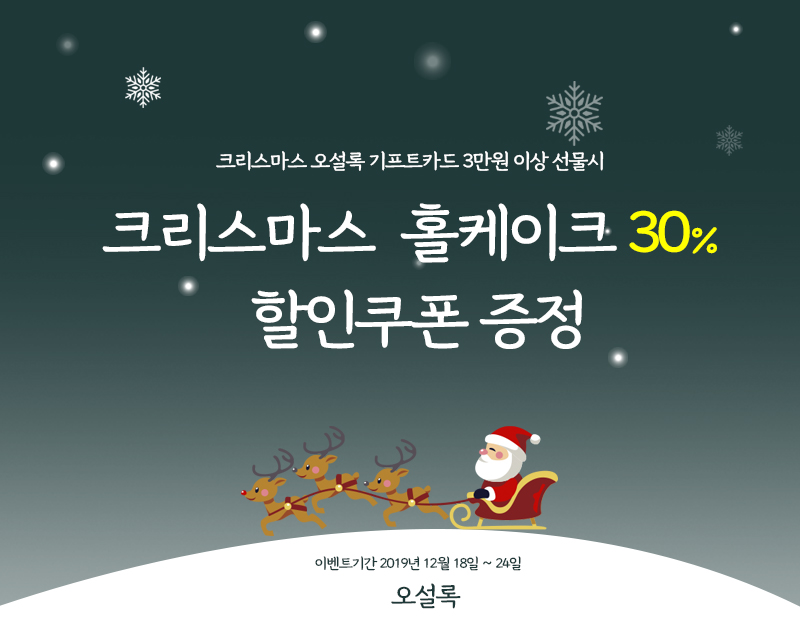 크리스마스 오설록 기프트카드 3만원 이상 선물시
크리스마스 홀케이크 30%
할인쿠폰 증정
이벤트기간 2019년 12월 18일 ~ 24일
오설록